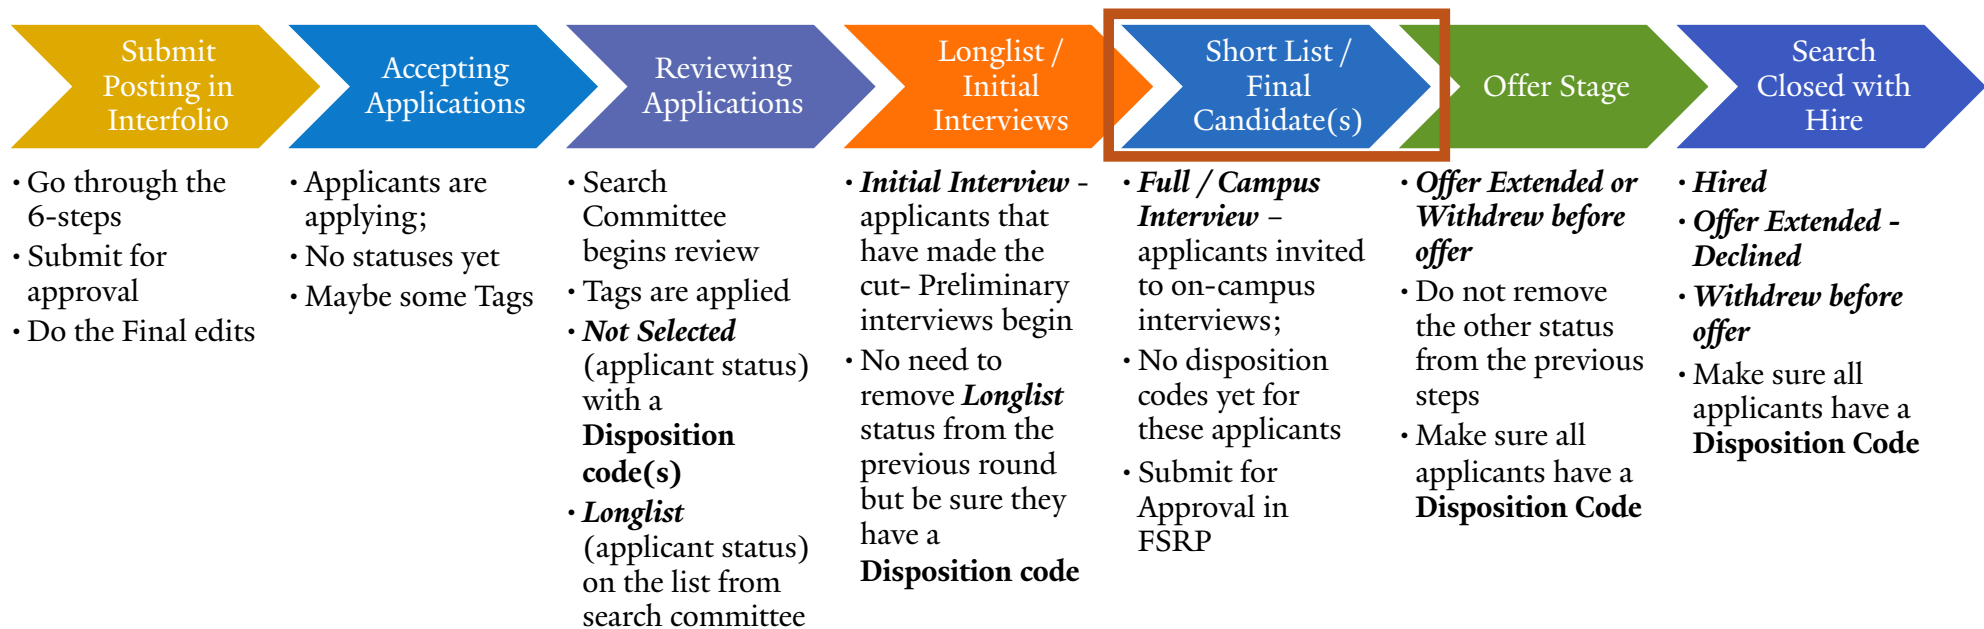 Submit
Posting in
Interfolio
Accepting
Applications
Reviewing
Applications
Longlist /
Initial
Interviews
Short List /
Final
Candidate(s)
Offer Stage
Search
Closed with
Hire
• Go through the
6-steps
• Submit for
approval
• Do the Final edits
• Applicants are
applying;
• No statuses yet
• Maybe some Tags
• Search
Committee
begins review
• Tags are applied
• Not Selected
(applicant status)
with a
Disposition
code(s)
• Longlist
(applicant status)
on the list from
search committee
• Initial Interview -
applicants that
have made the
cut- Preliminary
interviews begin
• No need to
remove Longlist
status from the
previous round
but be sure they
have a
Disposition code
• Full / Campus
Interview –
applicants invited
to on-campus
interviews;
• No disposition
codes yet for
these applicants
• Submit for
Approval in
FSRP
• Offer Extended or
Withdrew before
offer
• Do not remove
the other status
from the previous
steps
• Make sure all
applicants have a
Disposition Code
• Hired
• Offer Extended -
Declined
• Withdrew before
offer
• Make sure all
applicants have a
Disposition Code